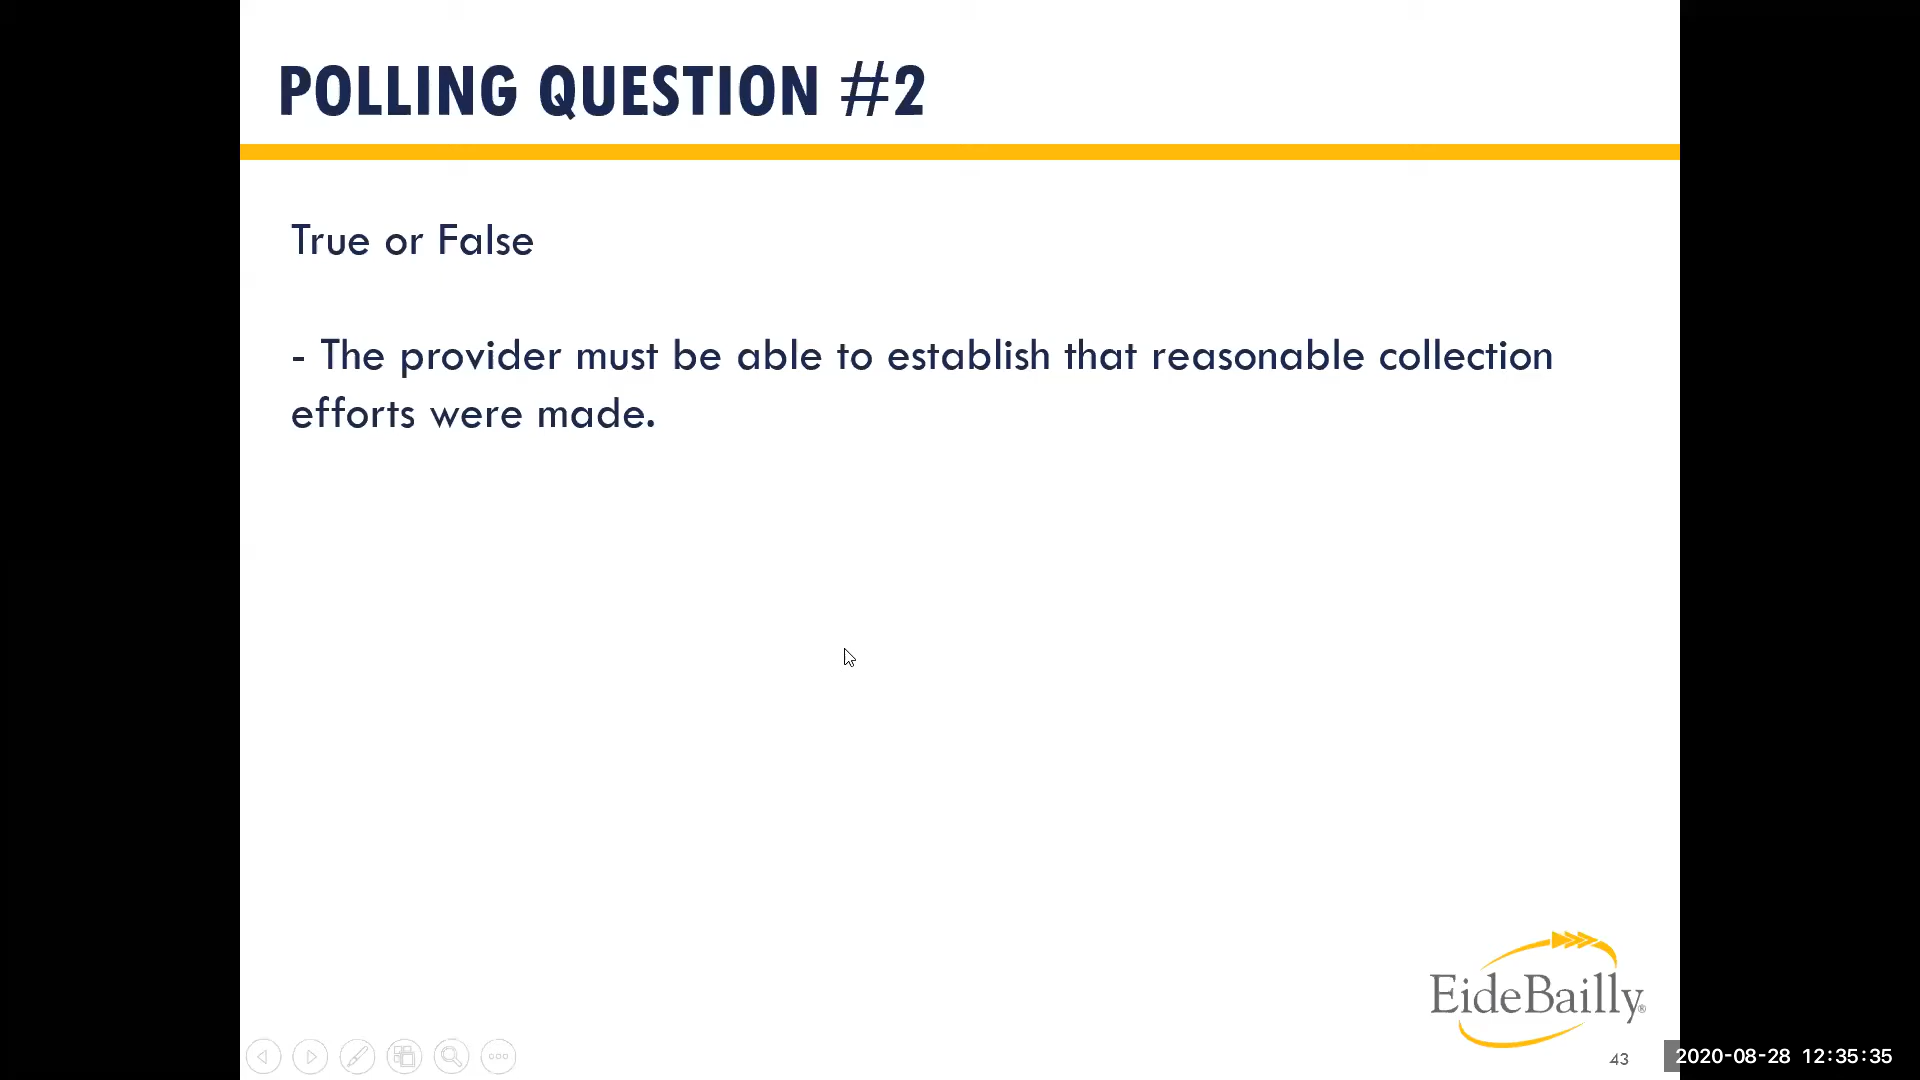 POLLING QUESTION #2
True or False
- The provider must be able to establish that reasonable collection
efforts were made.
EideBailly®
43
2020-08-28 12:35:35